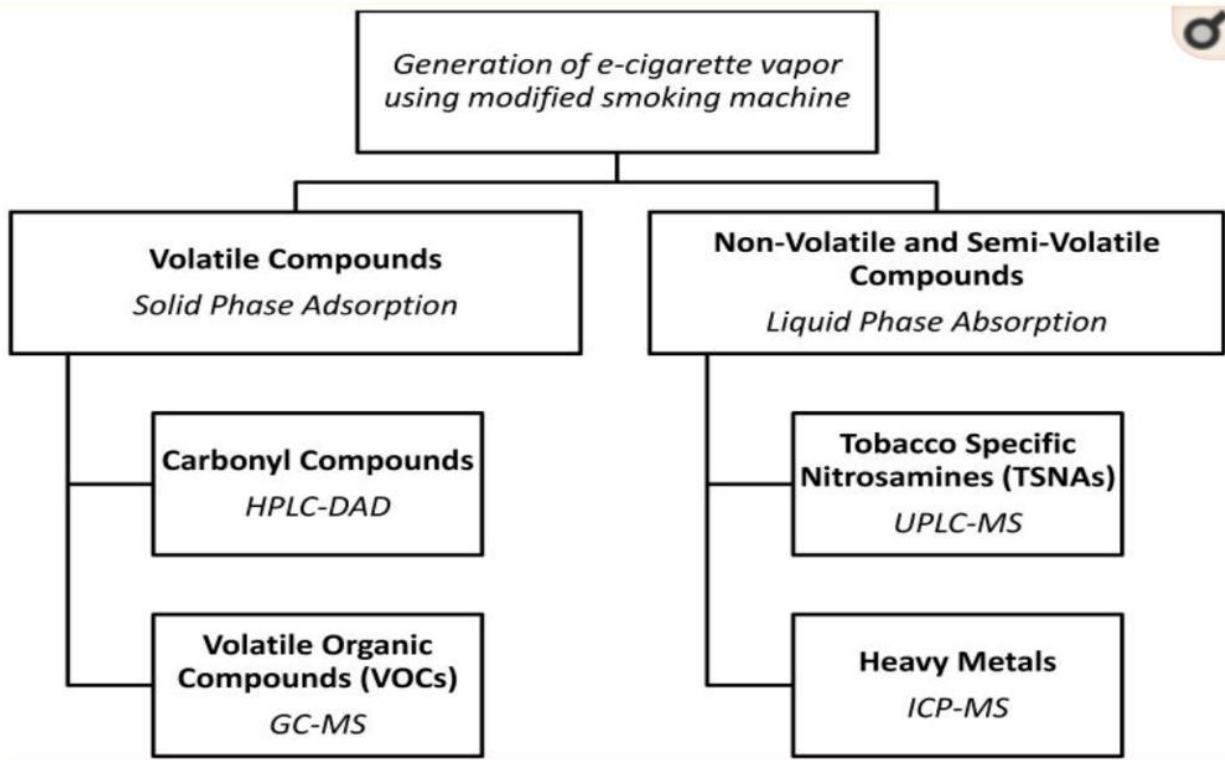 Generation of e-cigarette vapor
using modified smoking machine
Volatile Compounds
Solid Phase Adsorption
Non-Volatile and Semi-Volatile
Compounds
Liquid Phase Absorption
Carbonyl Compounds
HPLC-DAD
Tobacco Specific
Nitrosamines (TSNAs)
UPLC-MS
Volatile Organic
Compounds (VOCs)
GC-MS
Heavy Metals
ICP-MS